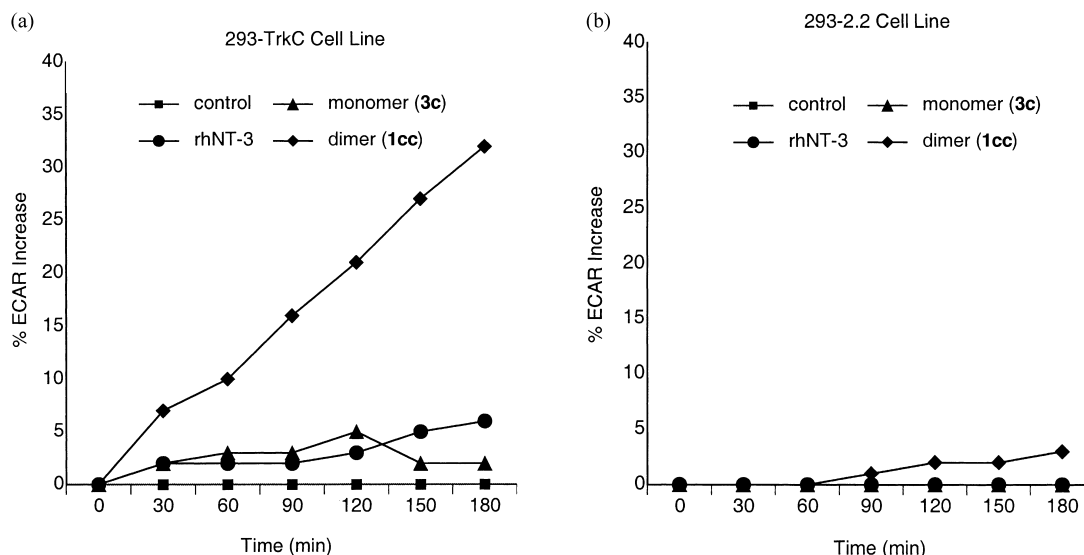 (a)
293-TrkC Cell Line
40
35
30
25
20
15
10
5
0
% ECAR Increase
control
monomer (3c)
rhNT-3
dimer (1cc)
0 30 60 90 120 150 180
Time (min)
(b)
293-2.2 Cell Line
40
35
30
25
20
15
10
5
0
% ECAR Increase
control
monomer (3c)
rhNT-3
dimer (1cc)
0 30 60 90 120 150 180
Time (min)